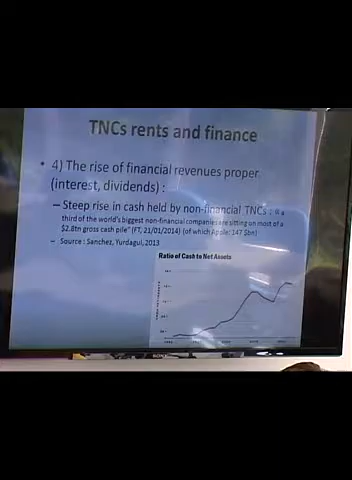 TNCs rents and finance
• 4) The rise of financial revenues proper
(interest, dividends) :
– Steep rise in cash held by non-financial TNCs : « a
third of the world's biggest non-financial companies are sitting on most of a
$2.8tn gross cash pile" (FT, 21/01/2014) (of which Apple: 147 $bn)
– Source : Sanchez, Yurdagul, 2013
Ratio of Cash to Net Assets
SONY